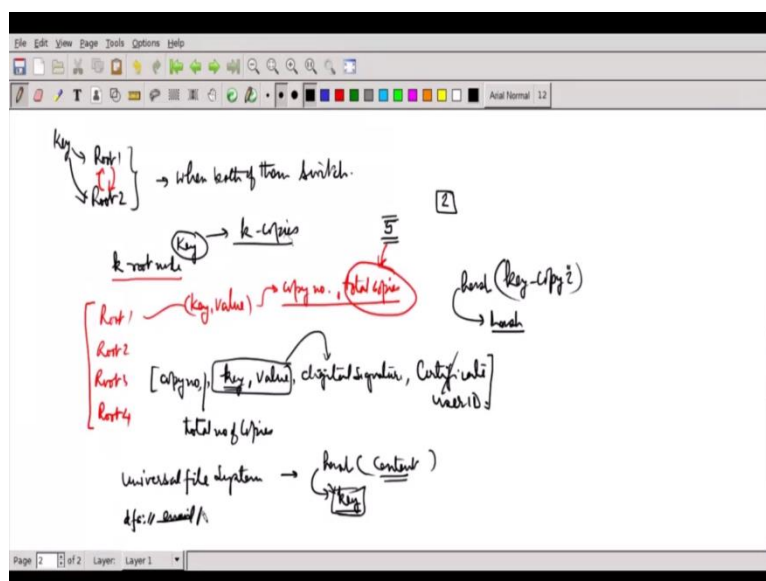 File Edit View Page Tools Options Help
Arial Normal 12
Key → Root 1
Root 2
→ when both of them switch.
2
Key → k-copies
5
k root node
Root 1 (key, value) → copy no., total copies
hash (key-copy i)
→ hash
Root 2
Root 3
Root 4
[copy no., key, value, digital signature, Certificate
userID.]
total no of copies
Universal file system → hash (content)
key
dfs:// email/
Page 2 of 2 Layer: Layer 1